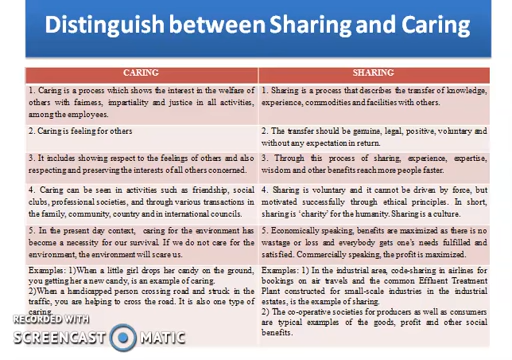 Distinguish between Sharing and Caring
CARING
1. Caring is a process which shows the interest in the welfare of
others with fairness, impartiality and justice in all activities,
among the employees.
2. Caring is feeling for others
3. It includes showing respect to the feelings of others and also
respecting and preserving the interests of all others concerned.
4. Caring can be seen in activities such as friendship, social
clubs, professional societies, and through various transactions in
the family, community, country and in international councils.
5. In the present day context, caring for the environment has
become a necessity for our survival. If we do not care for the
environment, the environment will scare us.
Examples: 1)When a little girl drops her candy on the ground,
you getting her a new candy, is an example of caring.
2)When a handicapped person crossing road and struck in the
traffic, you are helping to cross the road. It is also one type of
caring.
SHARING
1. Sharing is a process that describes the transfer of knowledge,
experience, commodities and facilities with others.
2. The transfer should be genuine, legal, positive, voluntary and
without any expectation in return.
3. Through this process of sharing, experience, expertise,
wisdom and other benefits reach more people faster.
4. Sharing is voluntary and it cannot be driven by force, but
motivated successfully through ethical principles. In short,
sharing is ‘charity’ for the humanity. Sharing is a culture.
5. Economically speaking, benefits are maximized as there is no
wastage or loss and everybody gets one’s needs fulfilled and
satisfied. Commercially speaking, the profit is maximized.
Examples: 1) In the industrial area, code-sharing in airlines for
bookings on air travels and the common Effluent Treatment
Plant constructed for small-scale industries in the industrial
estates, is the example of sharing.
2) The co-operative societies for producers as well as consumers
are typical examples of the goods, profit and other social
benefits.
RECORDED WITH
SCREENCAST MATIC